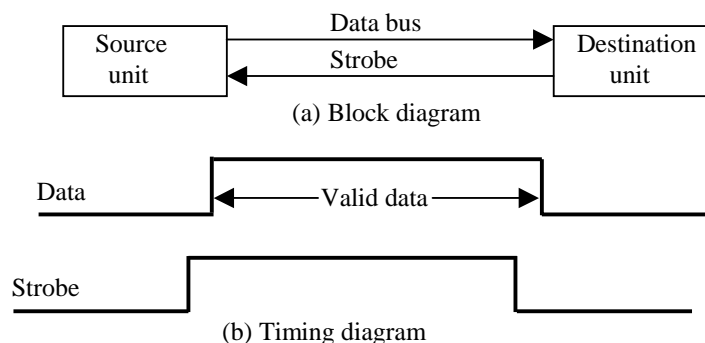 Source unit
Data bus
Strobe
Destination unit
(a) Block diagram
Data
Valid data
Strobe
(b) Timing diagram